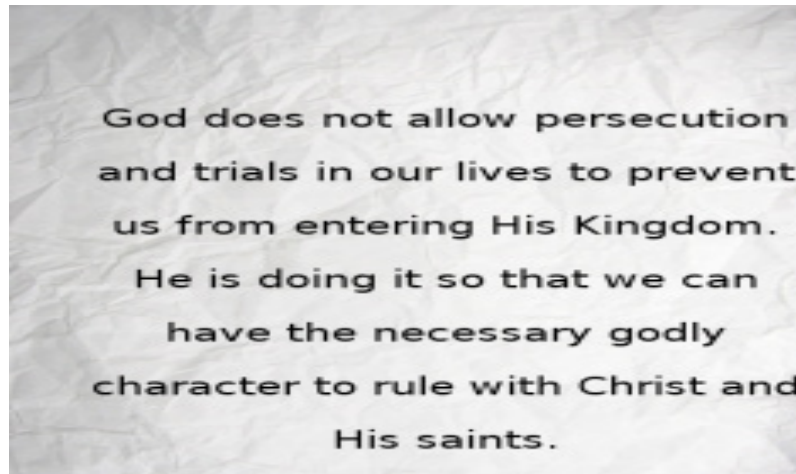 God does not allow persecution
and trials in our lives to prevent
us from entering His Kingdom.
He is doing it so that we can
have the necessary godly
character to rule with Christ and
His saints.